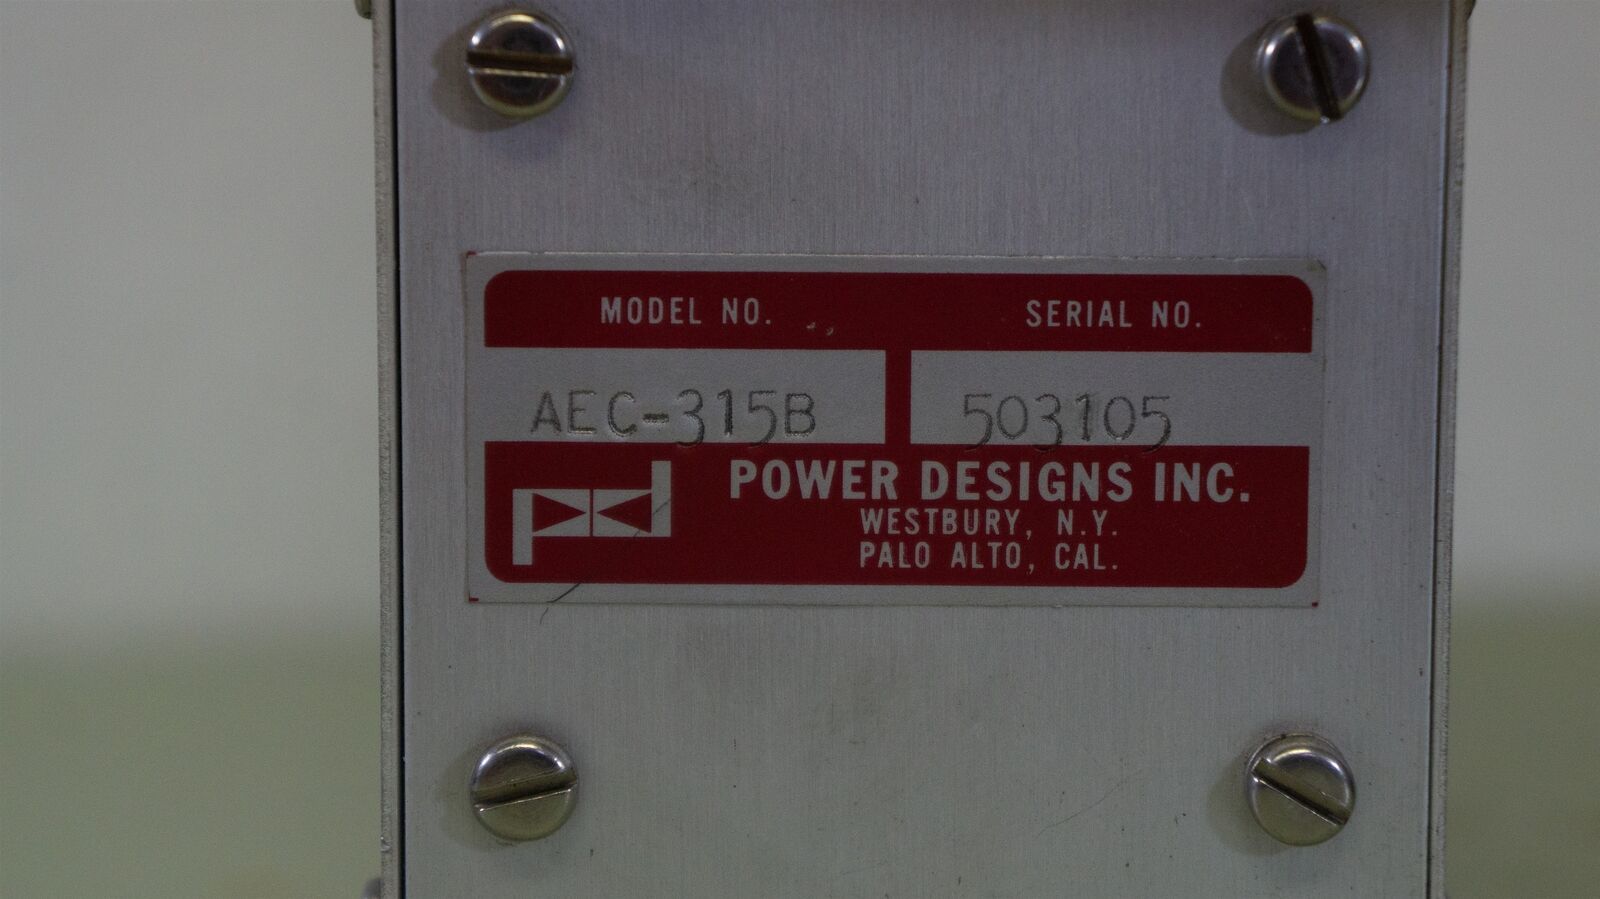 MODEL NO. SERIAL NO.
AEC-315B 503105
pd
POWER DESIGNS INC.
WESTBURY, N.Y.
PALO ALTO, CAL.